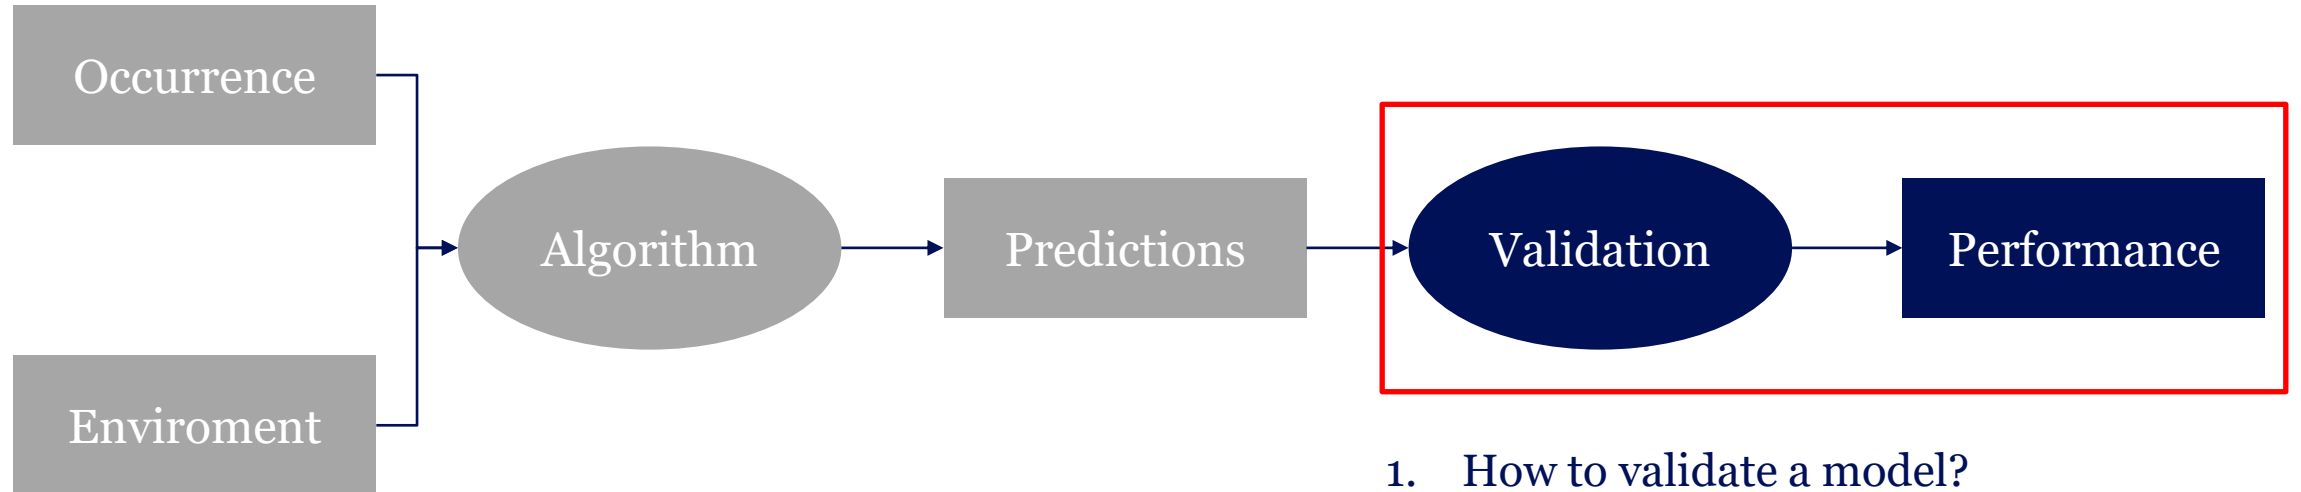 Occurrence
Enviroment
Algorithm
Predictions
Validation
Performance
1. How to validate a model?